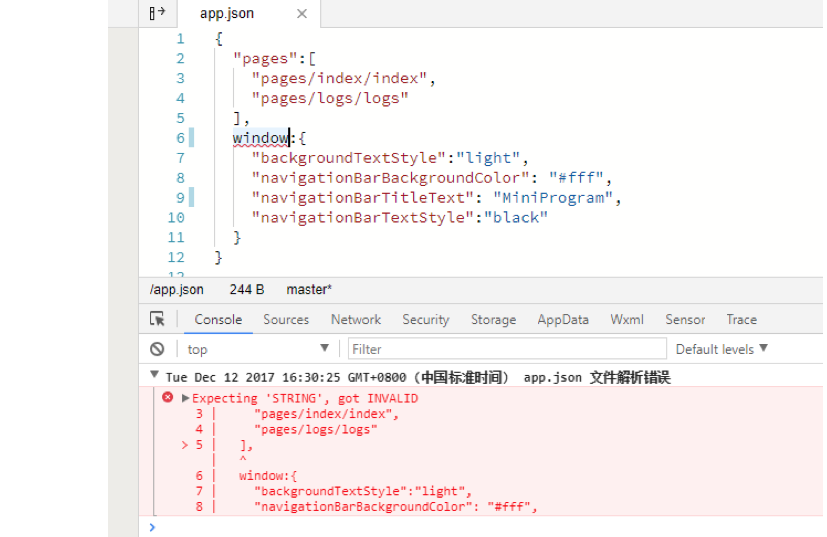 app.json ×
1 {
2 "pages":[
3 "pages/index/index",
4 "pages/logs/logs"
5 ],
6 window:{
7 "backgroundTextStyle":"light",
8 "navigationBarBackgroundColor": "#fff",
9 "navigationBarTitleText": "MiniProgram",
10 "navigationBarTextStyle":"black"
11 }
12 }
/app.json 244 B master*
Console Sources Network Security Storage AppData Wxml Sensor Trace
top ▼ Filter Default levels ▼
▼ Tue Dec 12 2017 16:30:25 GMT+0800 (中国标准时间) app.json 文件解析错误
▶Expecting 'STRING', got INVALID
3 | "pages/index/index",
4 | "pages/logs/logs"
> 5 | ],
| ^
6 | window:{
7 | "backgroundTextStyle":"light",
8 | "navigationBarBackgroundColor": "#fff",
>